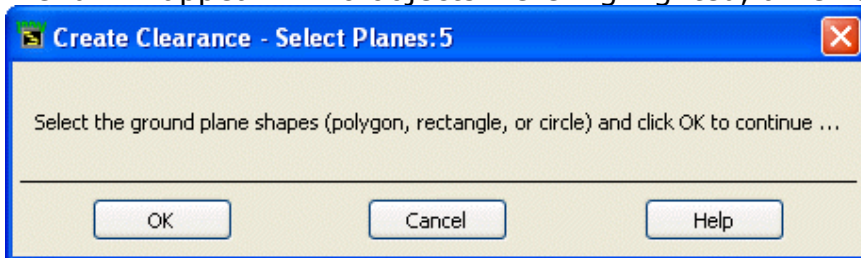 Create Clearance - Select Planes:5
Select the ground plane shapes (polygon, rectangle, or circle) and click OK to continue ...
OK Cancel Help